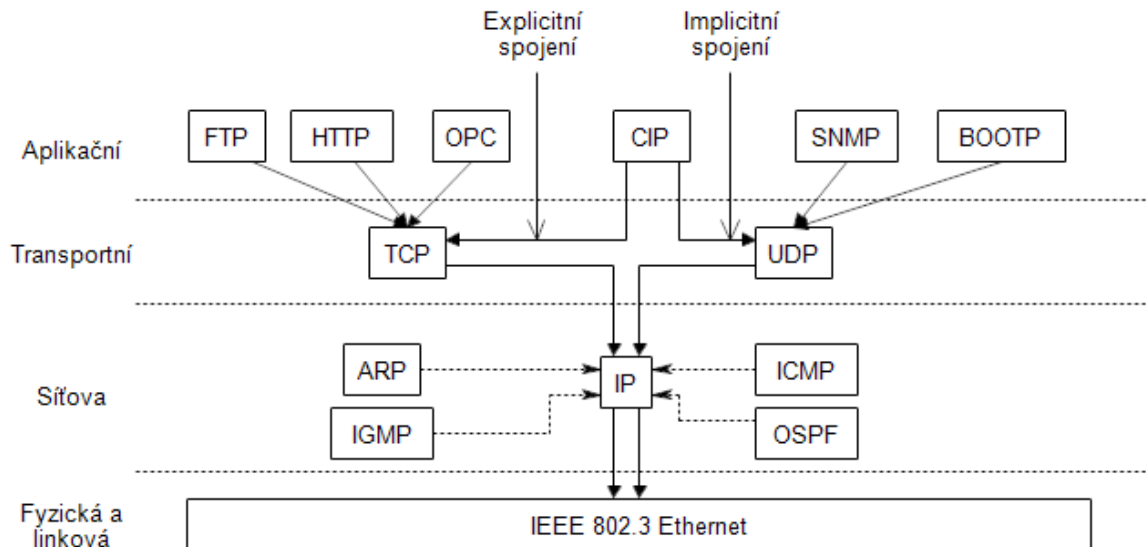 Explicitní
spojení
Implicitní
spojení
Aplikační
FTP
HTTP
OPC
CIP
SNMP
BOOTP
Transportní
TCP
UDP
Síťova
ARP
IP
ICMP
IGMP
OSPF
Fyzická a
linková
IEEE 802.3 Ethernet